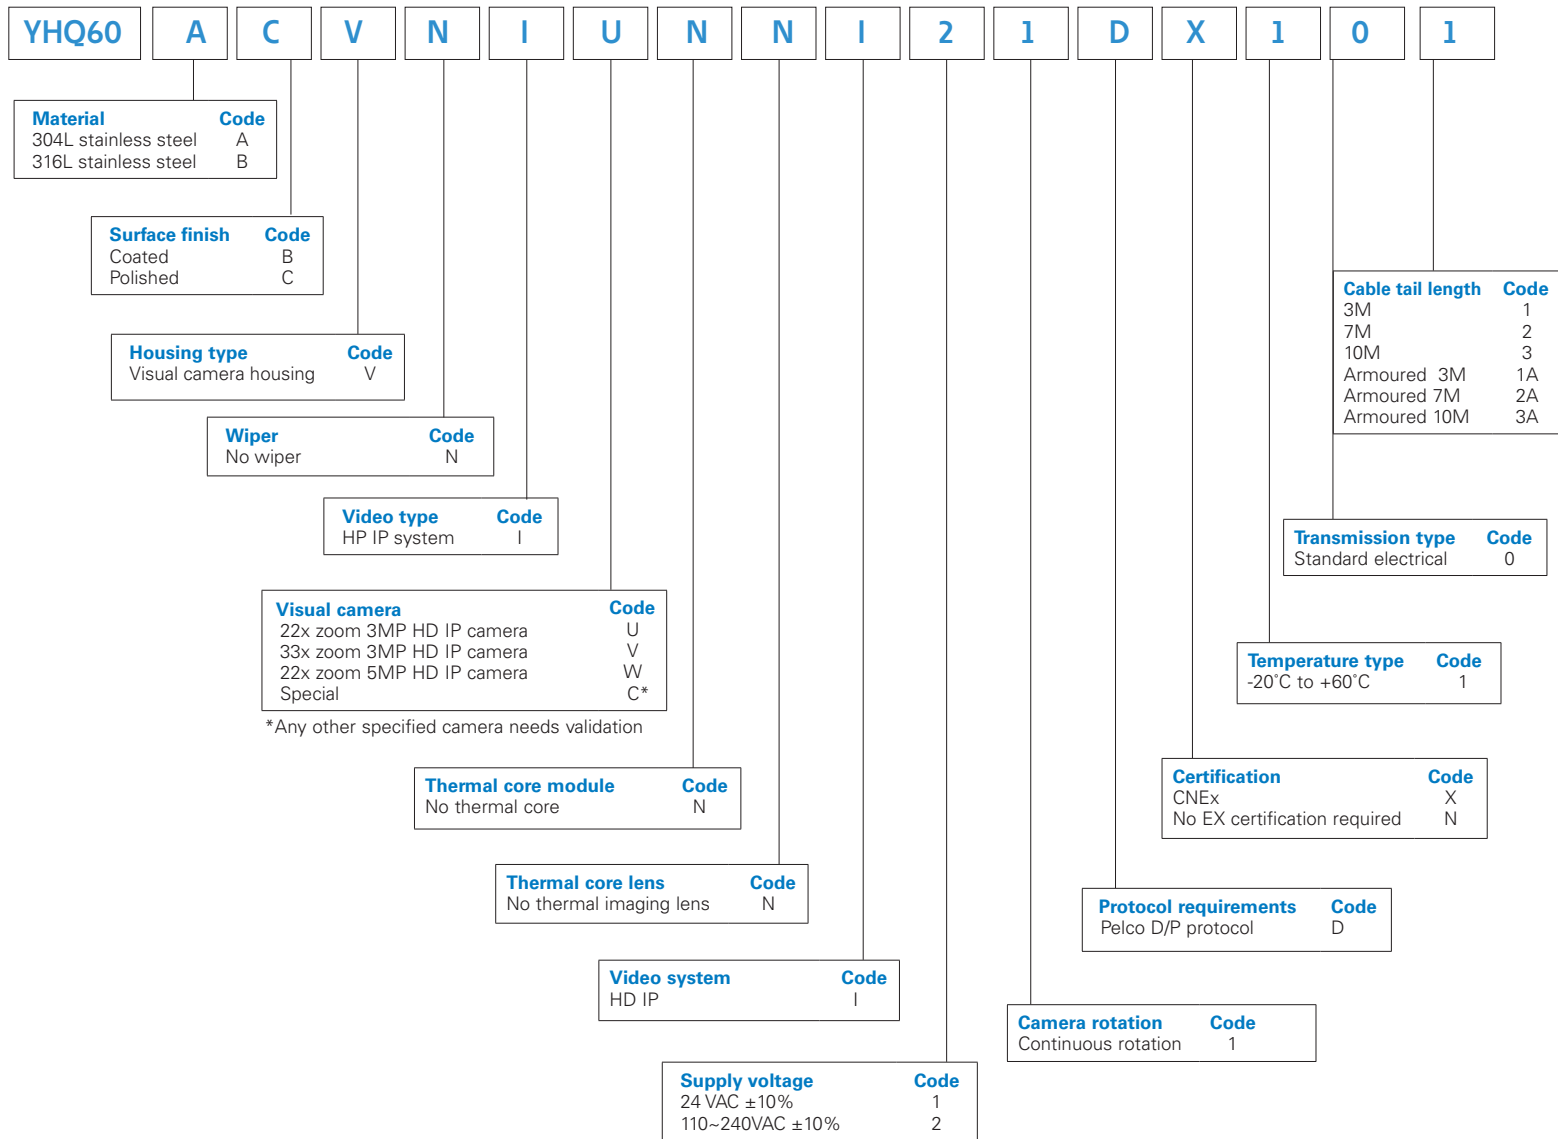 YHQ60 A C V N I U N N I 2 1 D X 1 0 1
Material Code
304L stainless steel A
316L stainless steel B
Surface finish Code
Coated B
Polished C
Housing type Code
Visual camera housing V
Wiper Code
No wiper N
Video type Code
HP IP system I
Visual camera Code
22x zoom 3MP HD IP camera U
33x zoom 3MP HD IP camera V
22x zoom 5MP HD IP camera W
Special C*
*Any other specified camera needs validation
Thermal core module Code
No thermal core N
Thermal core lens Code
No thermal imaging lens N
Video system Code
HD IP I
Supply voltage Code
24 VAC ±10% 1
110~240VAC ±10% 2
Camera rotation Code
Continuous rotation 1
Protocol requirements Code
Pelco D/P protocol D
Certification Code
CNEx X
No EX certification required N
Temperature type Code
-20˚C to +60˚C 1
Transmission type Code
Standard electrical 0
Cable tail length Code
3M 1
7M 2
10M 3
Armoured 3M 1A
Armoured 7M 2A
Armoured 10M 3A